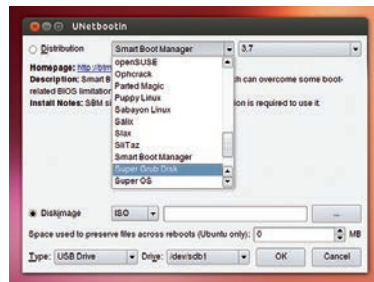 UNetbootin
Distribution Smart Boot Manager 3.7
openSUSE
Homepage: http://btm
Ophcrack
Description: Smart B
Parted Magic
ch can overcome some boot-
related BIOS limitation
Puppy Linux
Install Notes: SBM si
Sabayon Linux
ion is required to use it.
Salix
Slax
SliTaz
Smart Boot Manager
Super Grub Disk
Super OS
Diskimage ISO ...
Space used to preserve files across reboots (Ubuntu only): 0 MB
Type: USB Drive Drive: /dev/sdb1 OK Cancel